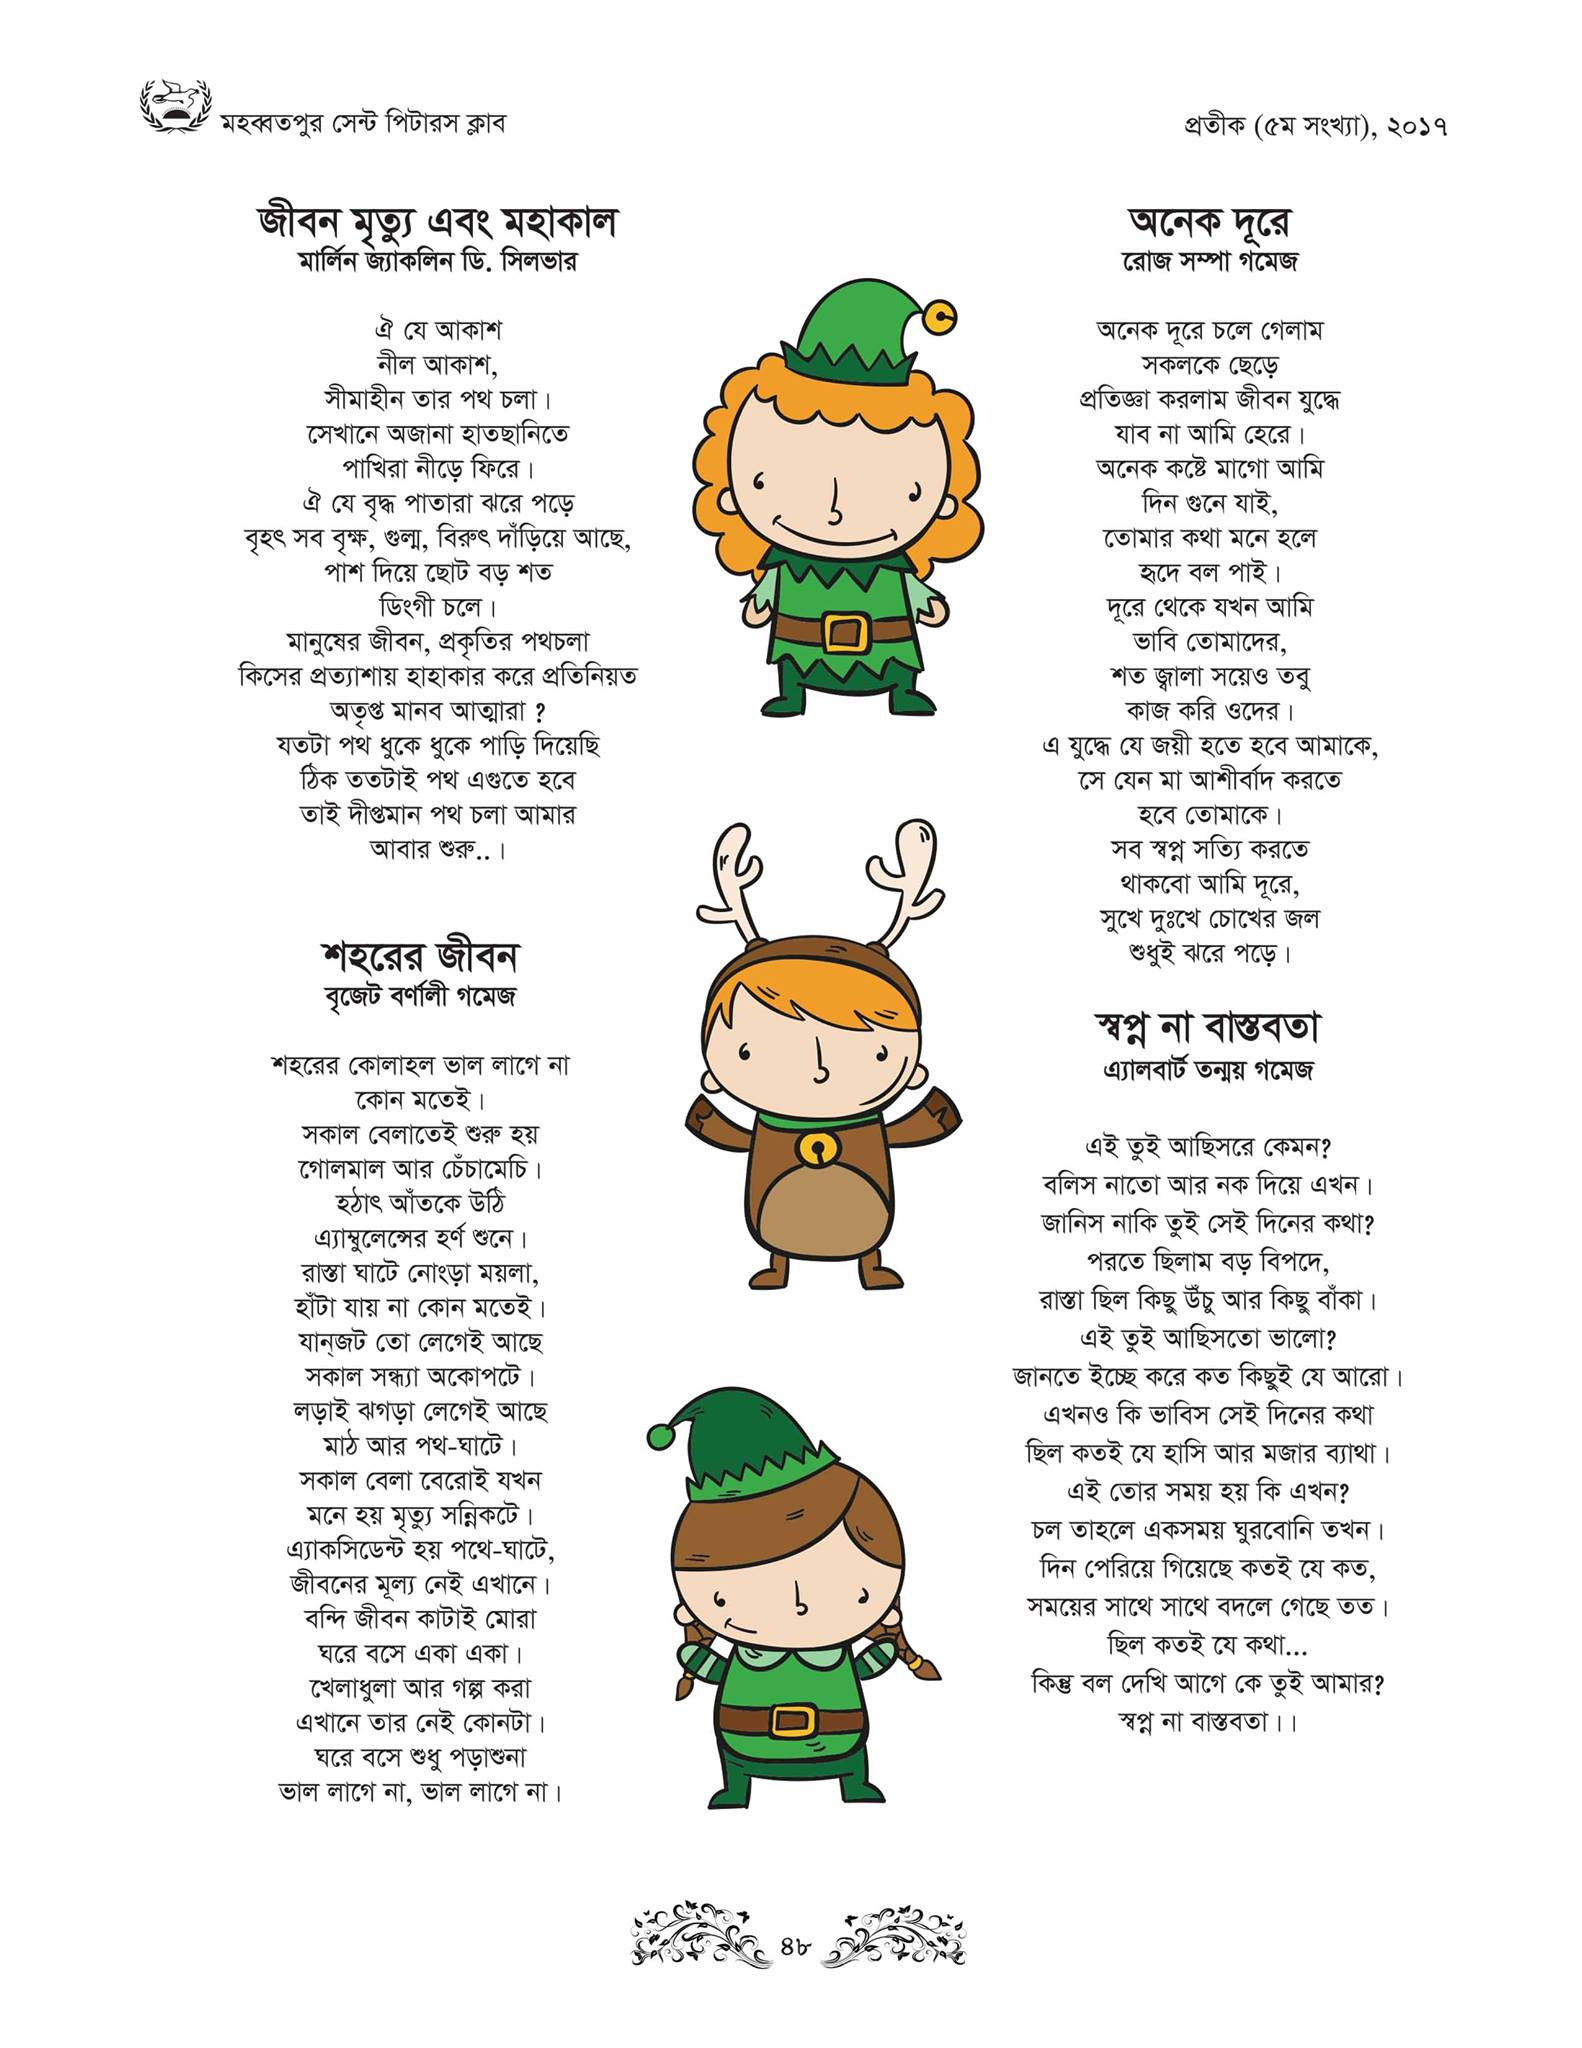 মহব্বতপুর সেন্ট পিটারস ক্লাব
প্রতীক (৫ম সংখ্যা), ২০১৭
জীবন মৃত্যু এবং মহাকাল
মার্লিন জ্যাকলিন ডি. সিলভার
ঐ যে আকাশ
নীল আকাশ,
সীমাহীন তার পথ চলা।
সেখানে অজানা হাতছানিতে
পাখিরা নীড়ে ফিরে।
ঐ যে বৃদ্ধ পাতারা ঝরে পড়ে
বৃহৎ সব বৃক্ষ, গুল্ম, বিরুৎ দাঁড়িয়ে আছে,
পাশ দিয়ে ছোট বড় শত
ডিংগী চলে।
মানুষের জীবন, প্রকৃতির পথচলা
কিসের প্রত্যাশায় হাহাকার করে প্রতিনিয়ত
অতৃপ্ত মানব আত্মারা ?
যতটা পথ ধুকে ধুকে পাড়ি দিয়েছি
ঠিক ততটাই পথ এগুতে হবে
তাই দীপ্তমান পথ চলা আমার
আবার শুরু..।
শহরের জীবন
বৃজেট বর্ণালী গমেজ
শহরের কোলাহল ভাল লাগে না
কোন মতেই।
সকাল বেলাতেই শুরু হয়
গোলমাল আর চেঁচামেচি।
হঠাৎ আঁতকে উঠি
এ্যাম্বুলেন্সের হর্ণ শুনে।
রাস্তা ঘাটে নোংড়া ময়লা,
হাঁটা যায় না কোন মতেই।
যান্‌জট তো লেগেই আছে
সকাল সন্ধ্যা অকোপটে।
লড়াই ঝগড়া লেগেই আছে
মাঠ আর পথ-ঘাটে।
সকাল বেলা বেরোই যখন
মনে হয় মৃত্যু সন্নিকটে।
এ্যাকসিডেন্ট হয় পথে-ঘাটে,
জীবনের মূল্য নেই এখানে।
বন্দি জীবন কাটাই মোরা
ঘরে বসে একা একা।
খেলাধুলা আর গল্প করা
এখানে তার নেই কোনটা।
ঘরে বসে শুধু পড়াশুনা
ভাল লাগে না, ভাল লাগে না।
অনেক দূরে
রোজ সম্পা গমেজ
অনেক দূরে চলে গেলাম
সকলকে ছেড়ে
প্রতিজ্ঞা করলাম জীবন যুদ্ধে
যাব না আমি হেরে।
অনেক কষ্টে মাগো আমি
দিন গুনে যাই,
তোমার কথা মনে হলে
হৃদে বল পাই।
দূরে থেকে যখন আমি
ভাবি তোমাদের,
শত জ্বালা সয়েও তবু
কাজ করি ওদের।
এ যুদ্ধে যে জয়ী হতে হবে আমাকে,
সে যেন মা আশীর্বাদ করতে
হবে তোমাকে।
সব স্বপ্ন সত্যি করতে
থাকবো আমি দূরে,
সুখে দুঃখে চোখের জল
শুধুই ঝরে পড়ে।
স্বপ্ন না বাস্তবতা
এ্যালবার্ট তন্ময় গমেজ
এই তুই আছিসরে কেমন?
বলিস নাতো আর নক দিয়ে এখন।
জানিস নাকি তুই সেই দিনের কথা?
পরতে ছিলাম বড় বিপদে,
রাস্তা ছিল কিছু উঁচু আর কিছু বাঁকা।
এই তুই আছিসতো ভালো?
জানতে ইচ্ছে করে কত কিছুই যে আরো।
এখনও কি ভাবিস সেই দিনের কথা
ছিল কতই যে হাসি আর মজার ব্যাথা।
এই তোর সময় হয় কি এখন?
চল তাহলে একসময় ঘুরবোনি তখন।
দিন পেরিয়ে গিয়েছে কতই যে কত,
সময়ের সাথে সাথে বদলে গেছে তত।
ছিল কতই যে কথা...
কিন্তু বল দেখি আগে কে তুই আমার?
স্বপ্ন না বাস্তবতা।।
৪৮